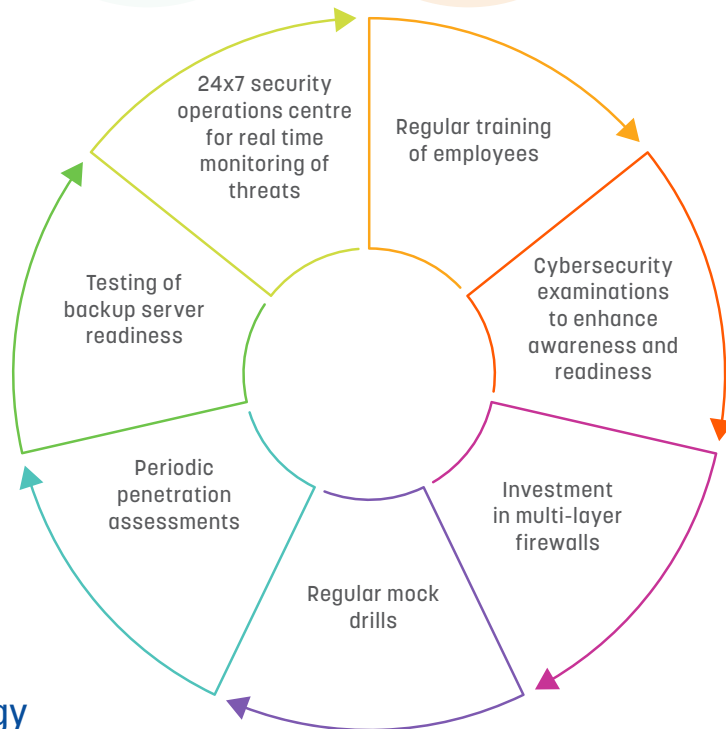 24x7 security
operations centre
for real time
monitoring of
threats
Regular training
of employees
Cybersecurity
examinations
to enhance
awareness and
readiness
Investment
in multi-layer
firewalls
Regular mock
drills
Periodic
penetration
assessments
Testing of
backup server
readiness
gy